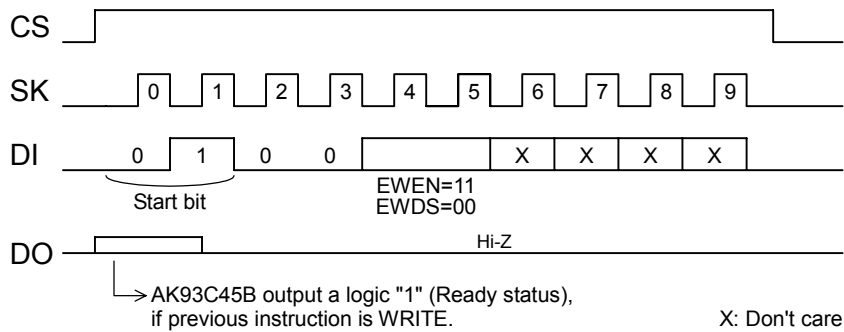 CS
SK 0 1 2 3 4 5 6 7 8 9
DI 0 1 0 0 X X X X
Start bit
EWEN=11
EWDS=00
DO Hi-Z
AK93C45B output a logic "1" (Ready status),
if previous instruction is WRITE.
X: Don't care